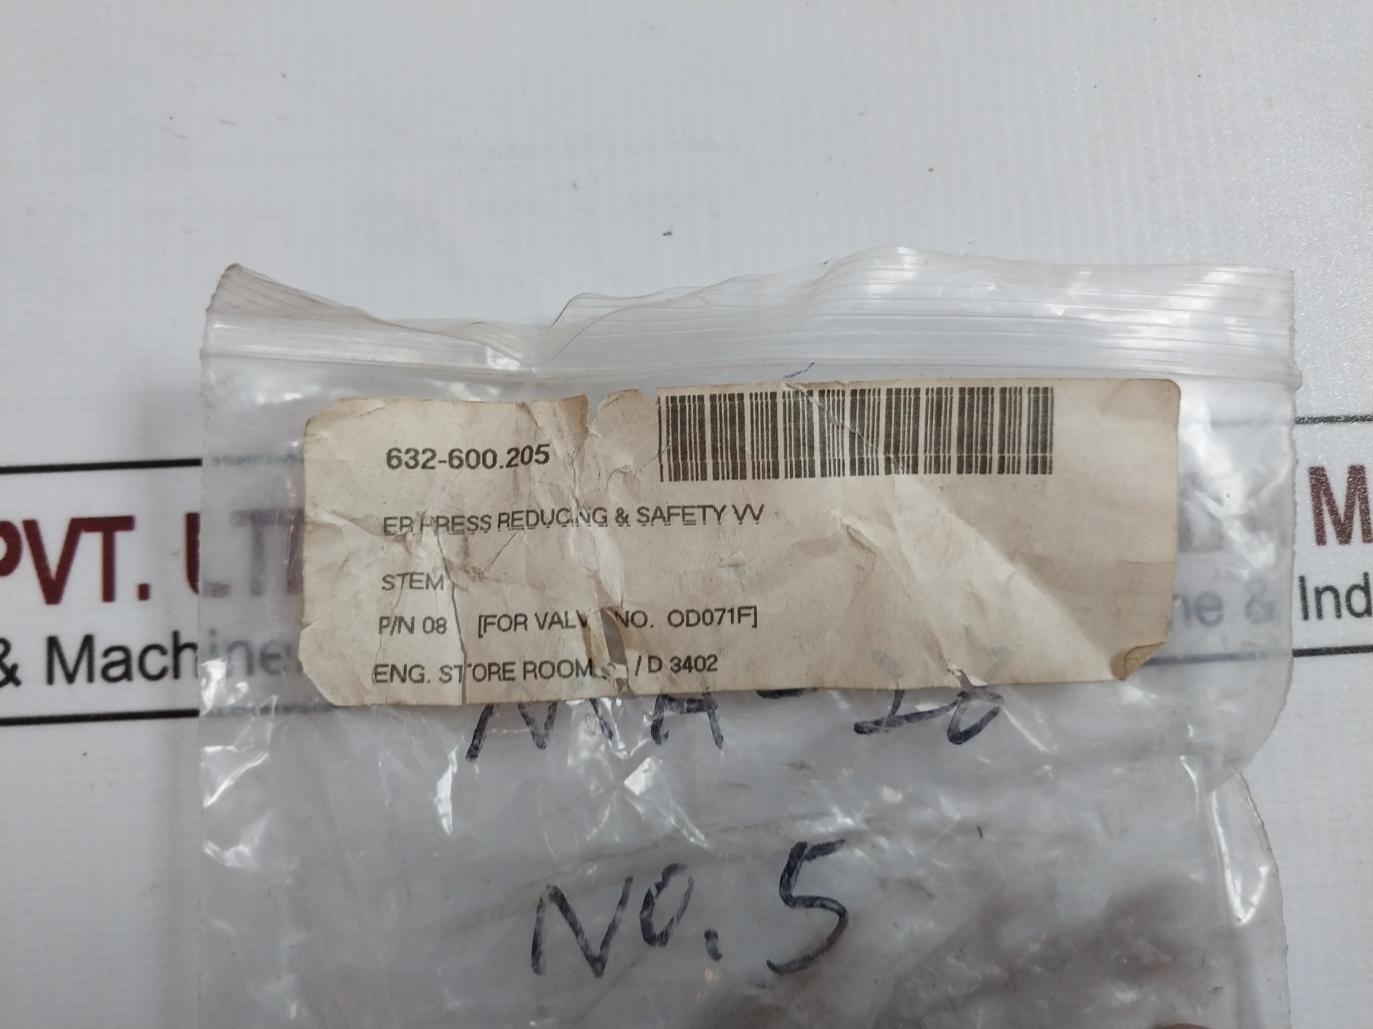 632-600.205
ER PRESS REDUCING & SAFETY VV
STEM
P/N 08 [FOR VALV NO. OD071F]
ENG. STORE ROOM / D 3402
NO.5
PVT. LT
M
& Machine
ne & Ind